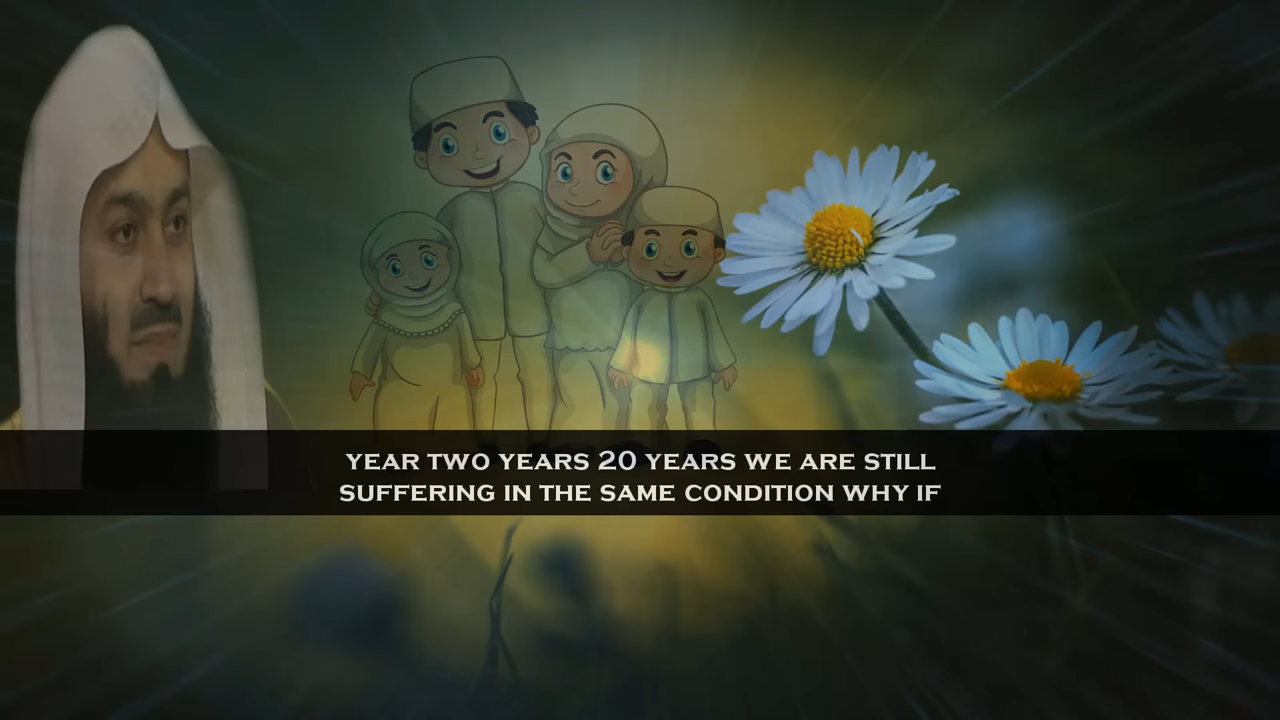 YEAR TWO YEARS 20 YEARS WE ARE STILL
SUFFERING IN THE SAME CONDITION WHY IF